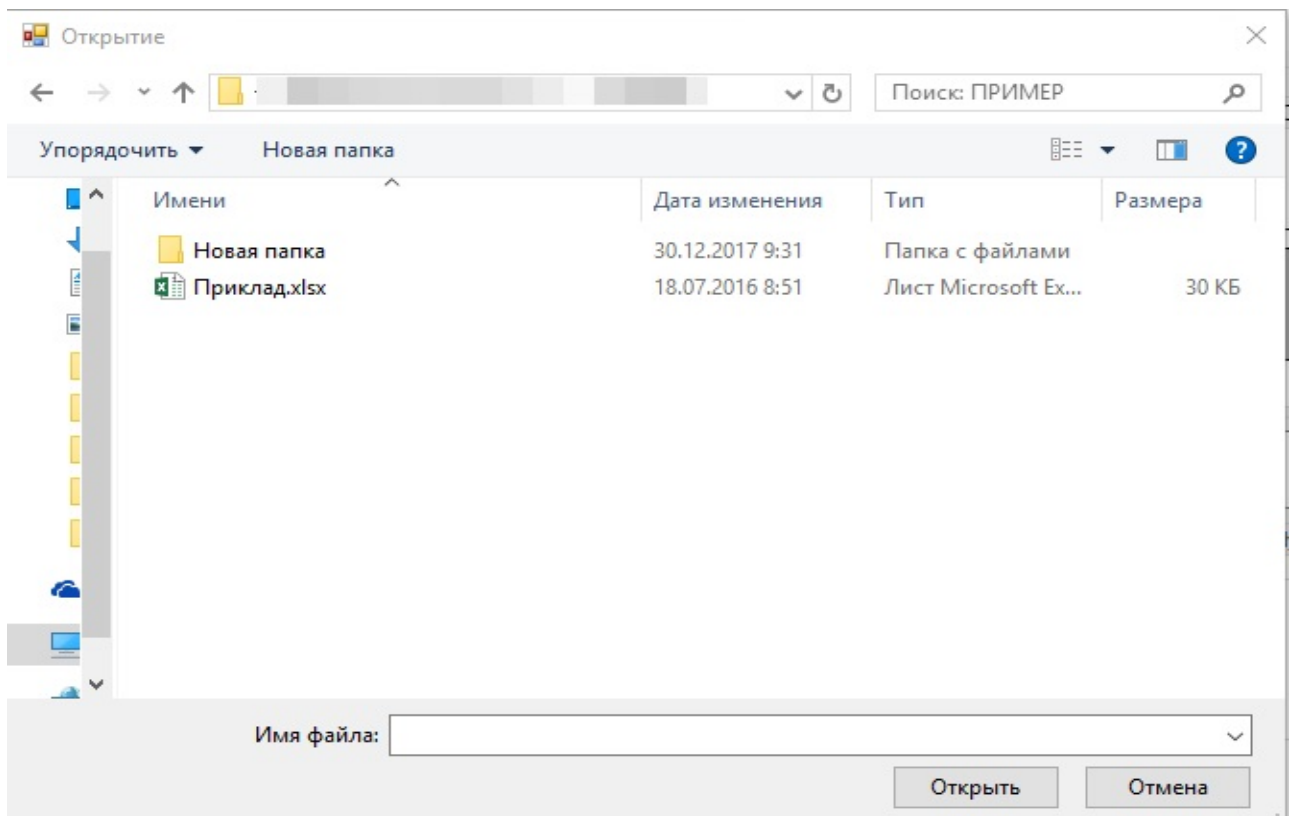 Открытие
Поиск: ПРИМЕР
Упорядочить Новая папка
Имени Дата изменения Тип Размера
Новая папка 30.12.2017 9:31 Папка с файлами
Приклад.xlsx 18.07.2016 8:51 Лист Microsoft Ex... 30 КБ
Имя файла:
Открыть Отмена